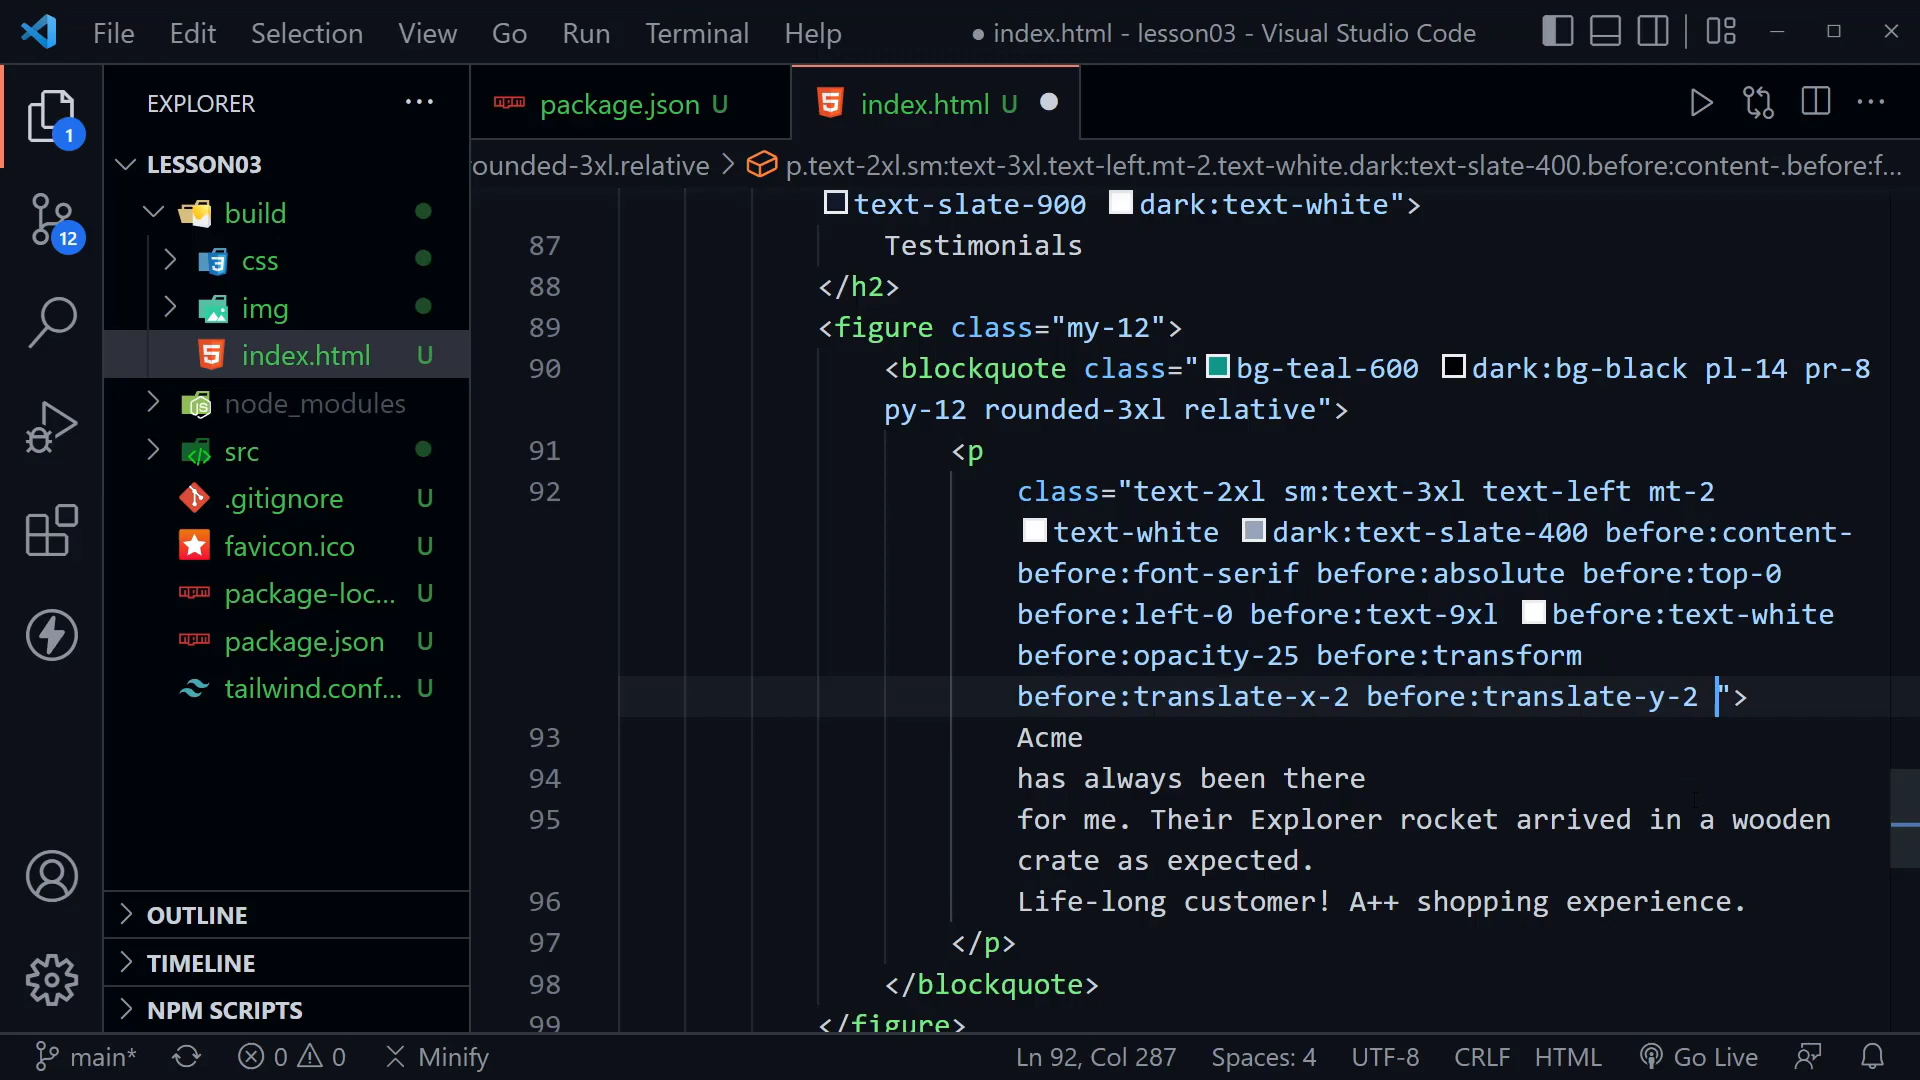 File Edit Selection View Go Run Terminal Help
● index.html - lesson03 - Visual Studio Code
EXPLORER
1
12
LESSON03
build
css
img
index.html U
node_modules
src
.gitignore U
favicon.ico U
package-loc... U
package.json U
tailwind.conf... U
OUTLINE
TIMELINE
NPM SCRIPTS
package.json U
index.html U
ounded-3xl.relative > p.text-2xl.sm:text-3xl.text-left.mt-2.text-white.dark:text-slate-400.before:content-.before:f...
text-slate-900 dark:text-white">
87 Testimonials
88 </h2>
89 <figure class="my-12">
90 <blockquote class="bg-teal-600 dark:bg-black pl-14 pr-8
py-12 rounded-3xl relative">
91 <p
92 class="text-2xl sm:text-3xl text-left mt-2
text-white dark:text-slate-400 before:content-
before:font-serif before:absolute before:top-0
before:left-0 before:text-9xl before:text-white
before:opacity-25 before:transform
before:translate-x-2 before:translate-y-2 ">
93 Acme
94 has always been there
95 for me. Their Explorer rocket arrived in a wooden
crate as expected.
96 Life-long customer! A++ shopping experience.
97 </p>
98 </blockquote>
99 </figure>
main* 0 0 Minify
Ln 92, Col 287 Spaces: 4 UTF-8 CRLF HTML Go Live